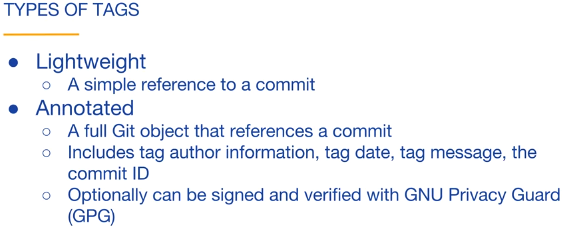 TYPES OF TAGS
● Lightweight
○ A simple reference to a commit
● Annotated
○ A full Git object that references a commit
○ Includes tag author information, tag date, tag message, the
commit ID
○ Optionally can be signed and verified with GNU Privacy Guard
(GPG)